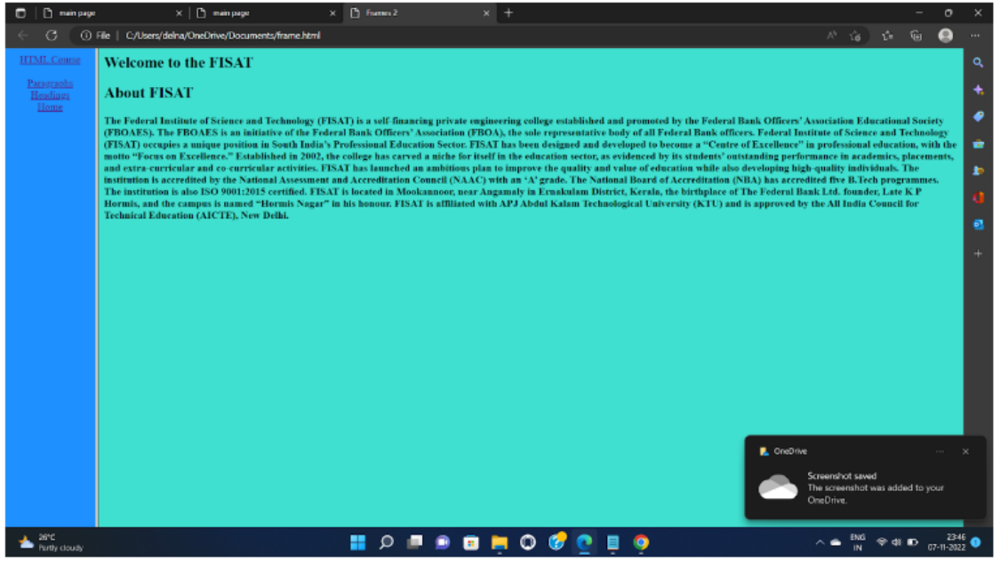 main page
main page
Frames 2
File | C:/Users/delna/OneDrive/Documents/frame.html
HTML Course
Paragraphs
Headings
Home
Welcome to the FISAT
About FISAT
The Federal Institute of Science and Technology (FISAT) is a self-financing private engineering college established and promoted by the Federal Bank Officers' Association Educational Society
(FBOAES). The FBOAES is an initiative of the Federal Bank Officers' Association (FBOA), the sole representative body of all Federal Bank officers. Federal Institute of Science and Technology
(FISAT) occupies a unique position in South India's Professional Education Sector. FISAT has been designed and developed to become a “Centre of Excellence” in professional education, with the
motto “Focus on Excellence.” Established in 2002, the college has carved a niche for itself in the education sector, as evidenced by its students' outstanding performance in academics, placements,
and extra-curricular and co-curricular activities. FISAT has launched an ambitious plan to improve the quality and value of education while also developing high-quality individuals. The
institution is accredited by the National Assessment and Accreditation Council (NAAC) with an ‘A’ grade. The National Board of Accreditation (NBA) has accredited five B.Tech programmes.
The institution is also ISO 9001:2015 certified. FISAT is located in Mookannoor, near Angamaly in Ernakulam District, Kerala, the birthplace of The Federal Bank Ltd. founder, Late K P
Hormis, and the campus is named “Hormis Nagar” in his honour. FISAT is affiliated with APJ Abdul Kalam Technological University (KTU) and is approved by the All India Council for
Technical Education (AICTE), New Delhi.
OneDrive
Screenshot saved
The screenshot was added to your
OneDrive.
26°C
Partly cloudy
ENG
IN
23:46
07-11-2022